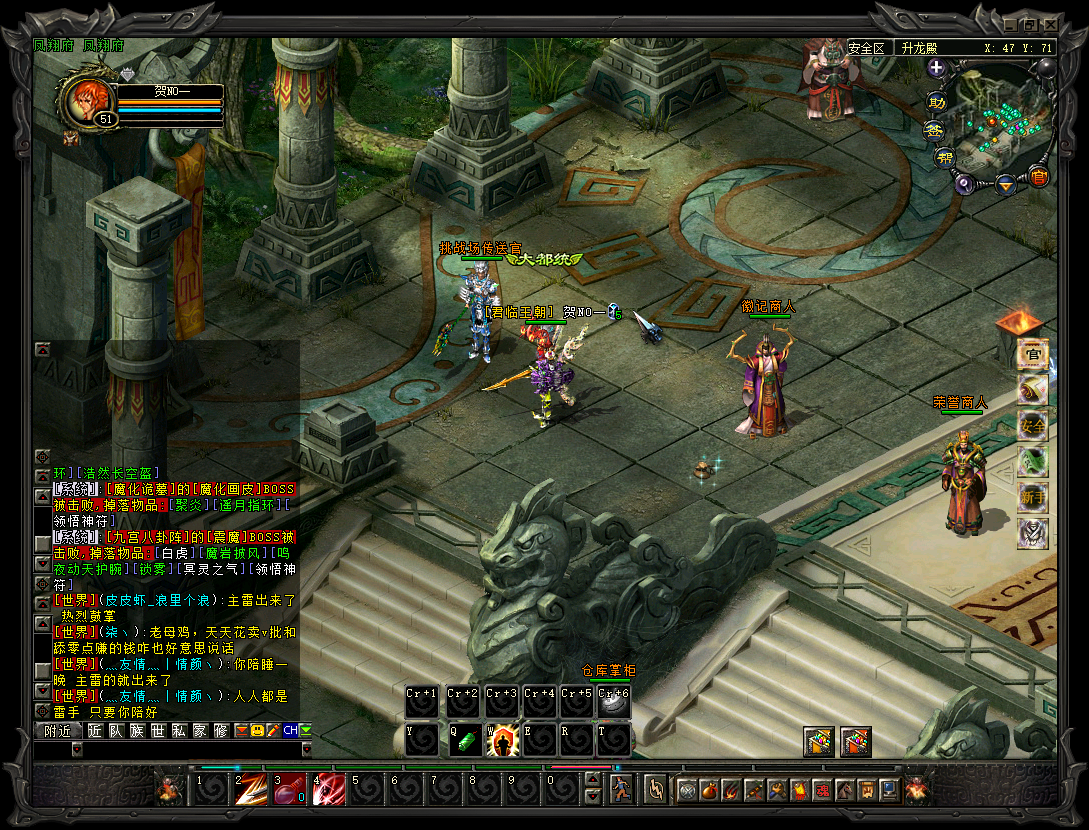 凤翔府 凤翔府
安全区 升龙殿 X: 47 Y: 71
贺NO一
51
助
签
帮
官
挑战场传送官
大都统
[君临王朝] 贺NO一 5
徽记商人
荣誉商人
官
安全
新手
环][浩然长空盔]
[系统]:[魔化诡墓]的[魔化画皮]BOSS
被击败,掉落物品:[聚炎][遥月指环][
领悟神符]
[系统]:[九宫八卦阵]的[震魔]BOSS被
击败,掉落物品:[白虎][魔岩披风][鸣
夜动天护腕][锁雾][冥灵之气][领悟神
符]
[世界](皮皮虾_浪里个浪):主雷出来了
热烈鼓掌
[世界](柒丶):老母鸡，天天花卖v批和
舔零点赚的钱咋也好意思说话
[世界](灬友情灬丨情颜丶):你陪睡一
晚 主雷的就出来了
[世界](灬友情灬丨情颜丶):人人都是
雷手 只要你陪好
仓库掌柜
Cr+1 Cr+2 Cr+3 Cr+4 Cr+5 Cr+6
Y Q W E R T
附近 近 队 族 世 私 家 修 CH
1 2 3 0 4 5 6 7 8 9 0
魂